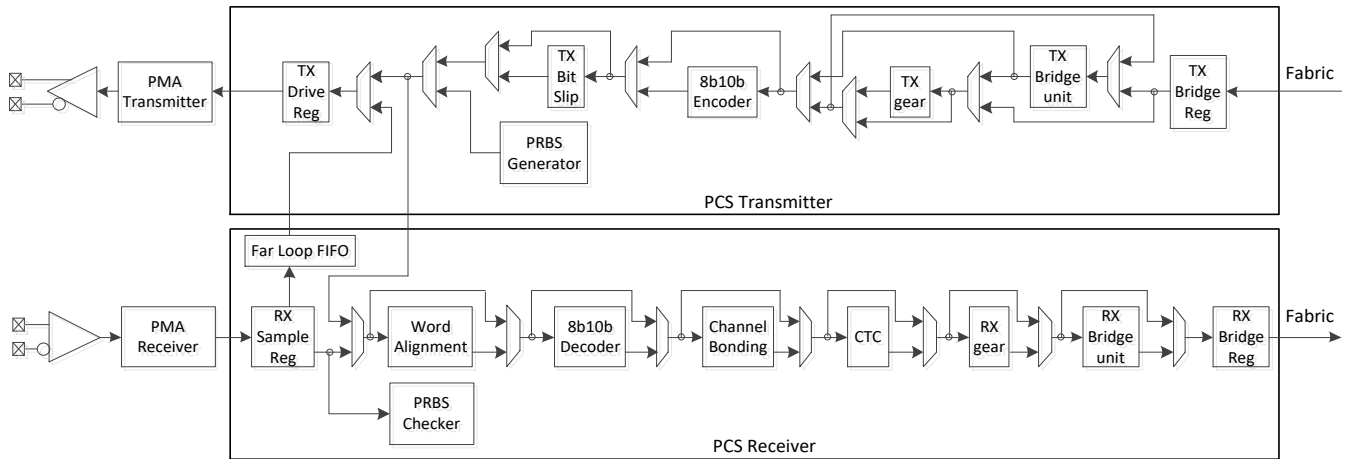 PMA
Transmitter
TX
Drive
Reg
PRBS
Generator
TX
Bit
Slip
8b10b
Encoder
TX
gear
TX
Bridge
unit
TX
Bridge
Reg
Fabric
PCS Transmitter
Far Loop FIFO
PMA
Receiver
RX
Sample
Reg
Word
Alignment
PRBS
Checker
8b10b
Decoder
Channel
Bonding
CTC
RX
gear
RX
Bridge
unit
RX
Bridge
Reg
Fabric
PCS Receiver